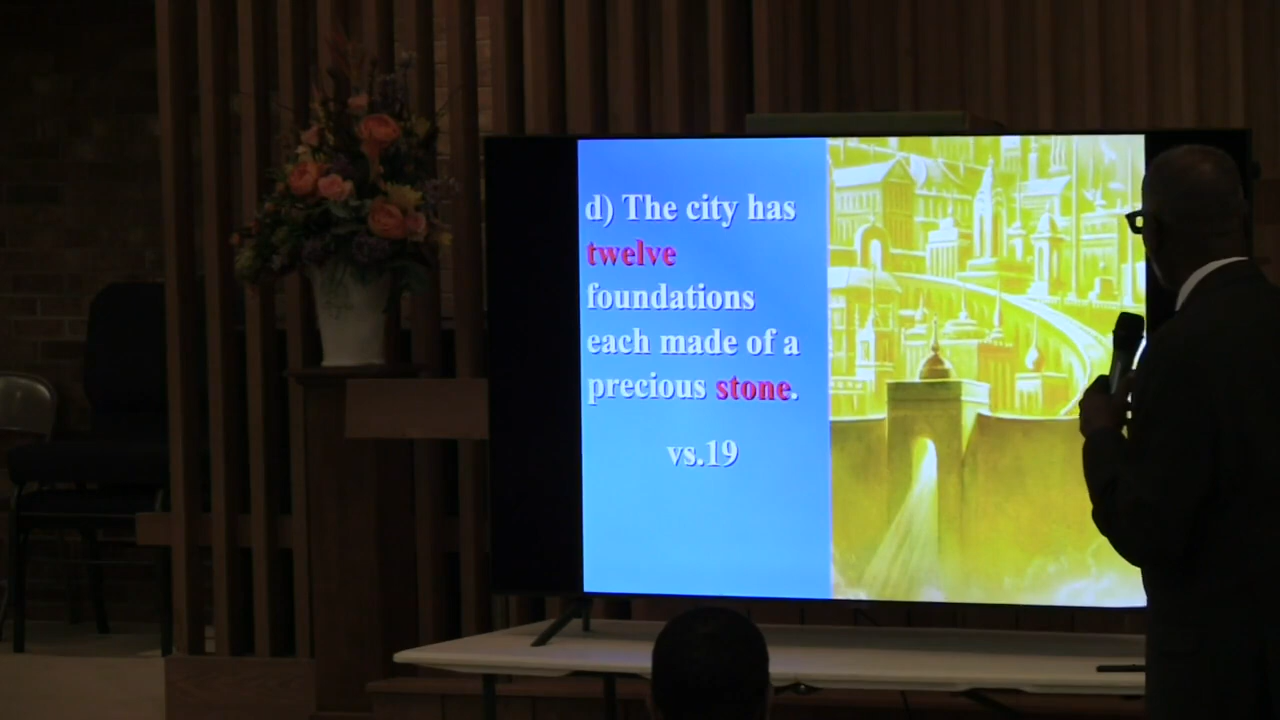 d) The city has
twelve
foundations
each made of a
precious stone.
vs.19